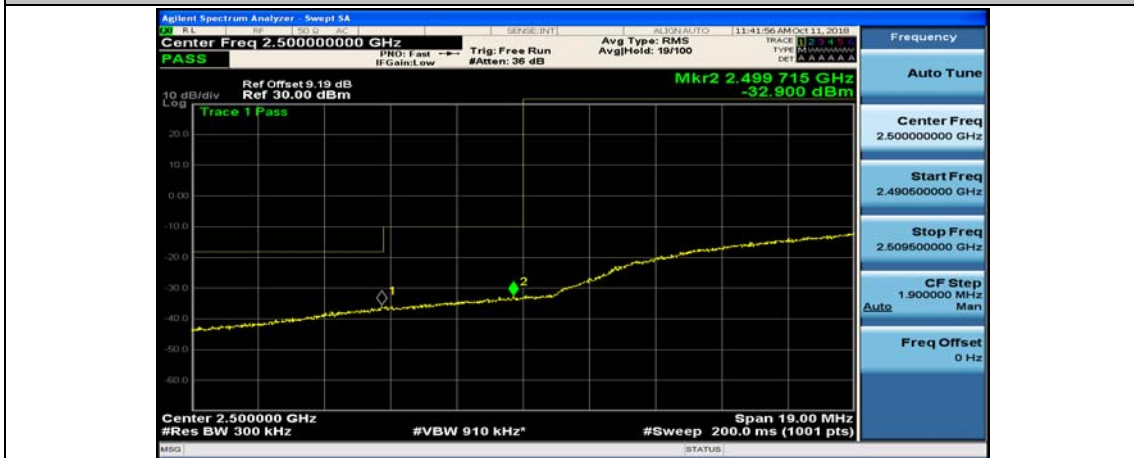 Agilent Spectrum Analyzer - Swept SA
RL RF 50 Ω AC SENSE:INT ALIGN AUTO 11:41:56 AM Oct 11, 2018
Center Freq 2.500000000 GHz
PASS
PNO: Fast
IFGain:Low
Trig: Free Run
#Atten: 36 dB
Avg Type: RMS
Avg|Hold: 19/100
TRACE 1 2 3 4 5 6
TYPE
DET A A A A A A
Mkr2 2.499 715 GHz
-32.900 dBm
Ref Offset 9.19 dB
10 dB/div Ref 30.00 dBm
Log
Trace 1 Pass
20.0
10.0
0.00
-10.0
-20.0
-30.0
-40.0
-50.0
-60.0
1
2
Center 2.500000 GHz
Span 19.00 MHz
#Res BW 300 kHz
#VBW 910 kHz*
#Sweep 200.0 ms (1001 pts)
MSG
STATUS
Frequency
Auto Tune
Center Freq
2.500000000 GHz
Start Freq
2.490500000 GHz
Stop Freq
2.509500000 GHz
CF Step
1.900000 MHz
Auto Man
Freq Offset
0 Hz